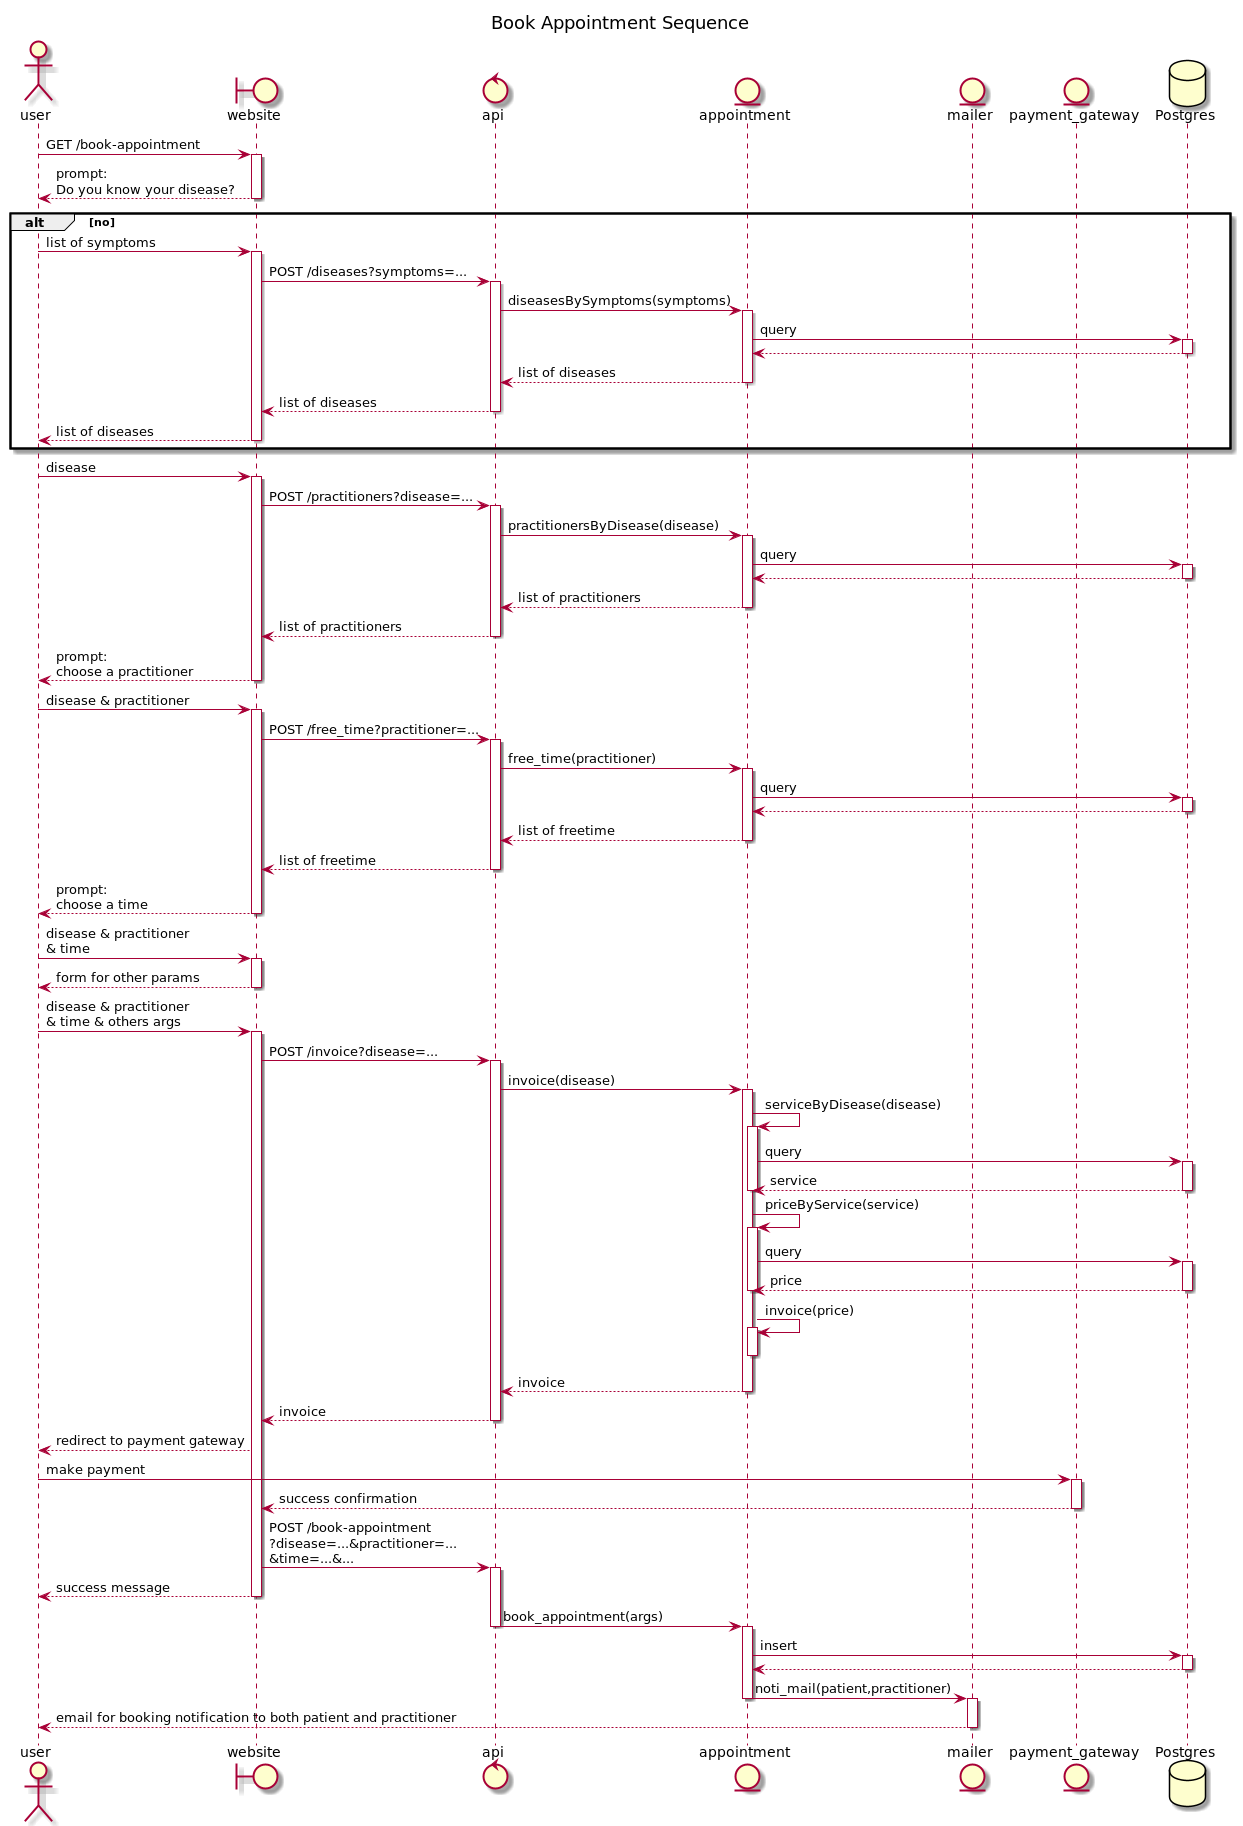 Book Appointment Sequence
user
website
api
appointment
mailer
payment_gateway
Postgres
GET /book-appointment
prompt:
Do you know your disease?
alt
[no]
list of symptoms
POST /diseases?symptoms=...
diseasesBySymptoms(symptoms)
query
list of diseases
list of diseases
list of diseases
disease
POST /practitioners?disease=...
practitionersByDisease(disease)
query
list of practitioners
list of practitioners
prompt:
choose a practitioner
disease & practitioner
POST /free_time?practitioner=...
free_time(practitioner)
query
list of freetime
list of freetime
prompt:
choose a time
disease & practitioner
& time
form for other params
disease & practitioner
& time & others args
POST /invoice?disease=...
invoice(disease)
serviceByDisease(disease)
query
service
priceByService(service)
query
price
invoice(price)
invoice
invoice
redirect to payment gateway
make payment
success confirmation
POST /book-appointment
?disease=...&practitioner=...
&time=...&...
success message
book_appointment(args)
insert
noti_mail(patient,practitioner)
email for booking notification to both patient and practitioner
user
website
api
appointment
mailer
payment_gateway
Postgres